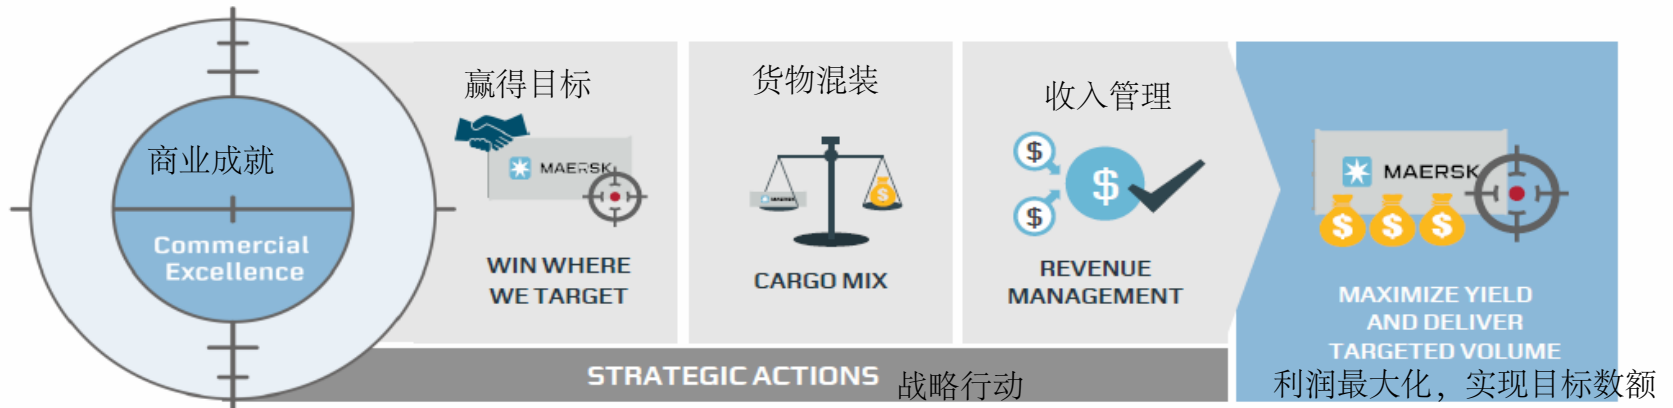 商业成就
Commercial
Excellence
赢得目标
MAERSK
WIN WHERE
WE TARGET
货物混装
$
CARGO MIX
收入管理
$
$
$
REVENUE
MANAGEMENT
MAERSK
$ $ $
MAXIMIZE YIELD
AND DELIVER
TARGETED VOLUME
利润最大化，实现目标数额
STRATEGIC ACTIONS 战略行动